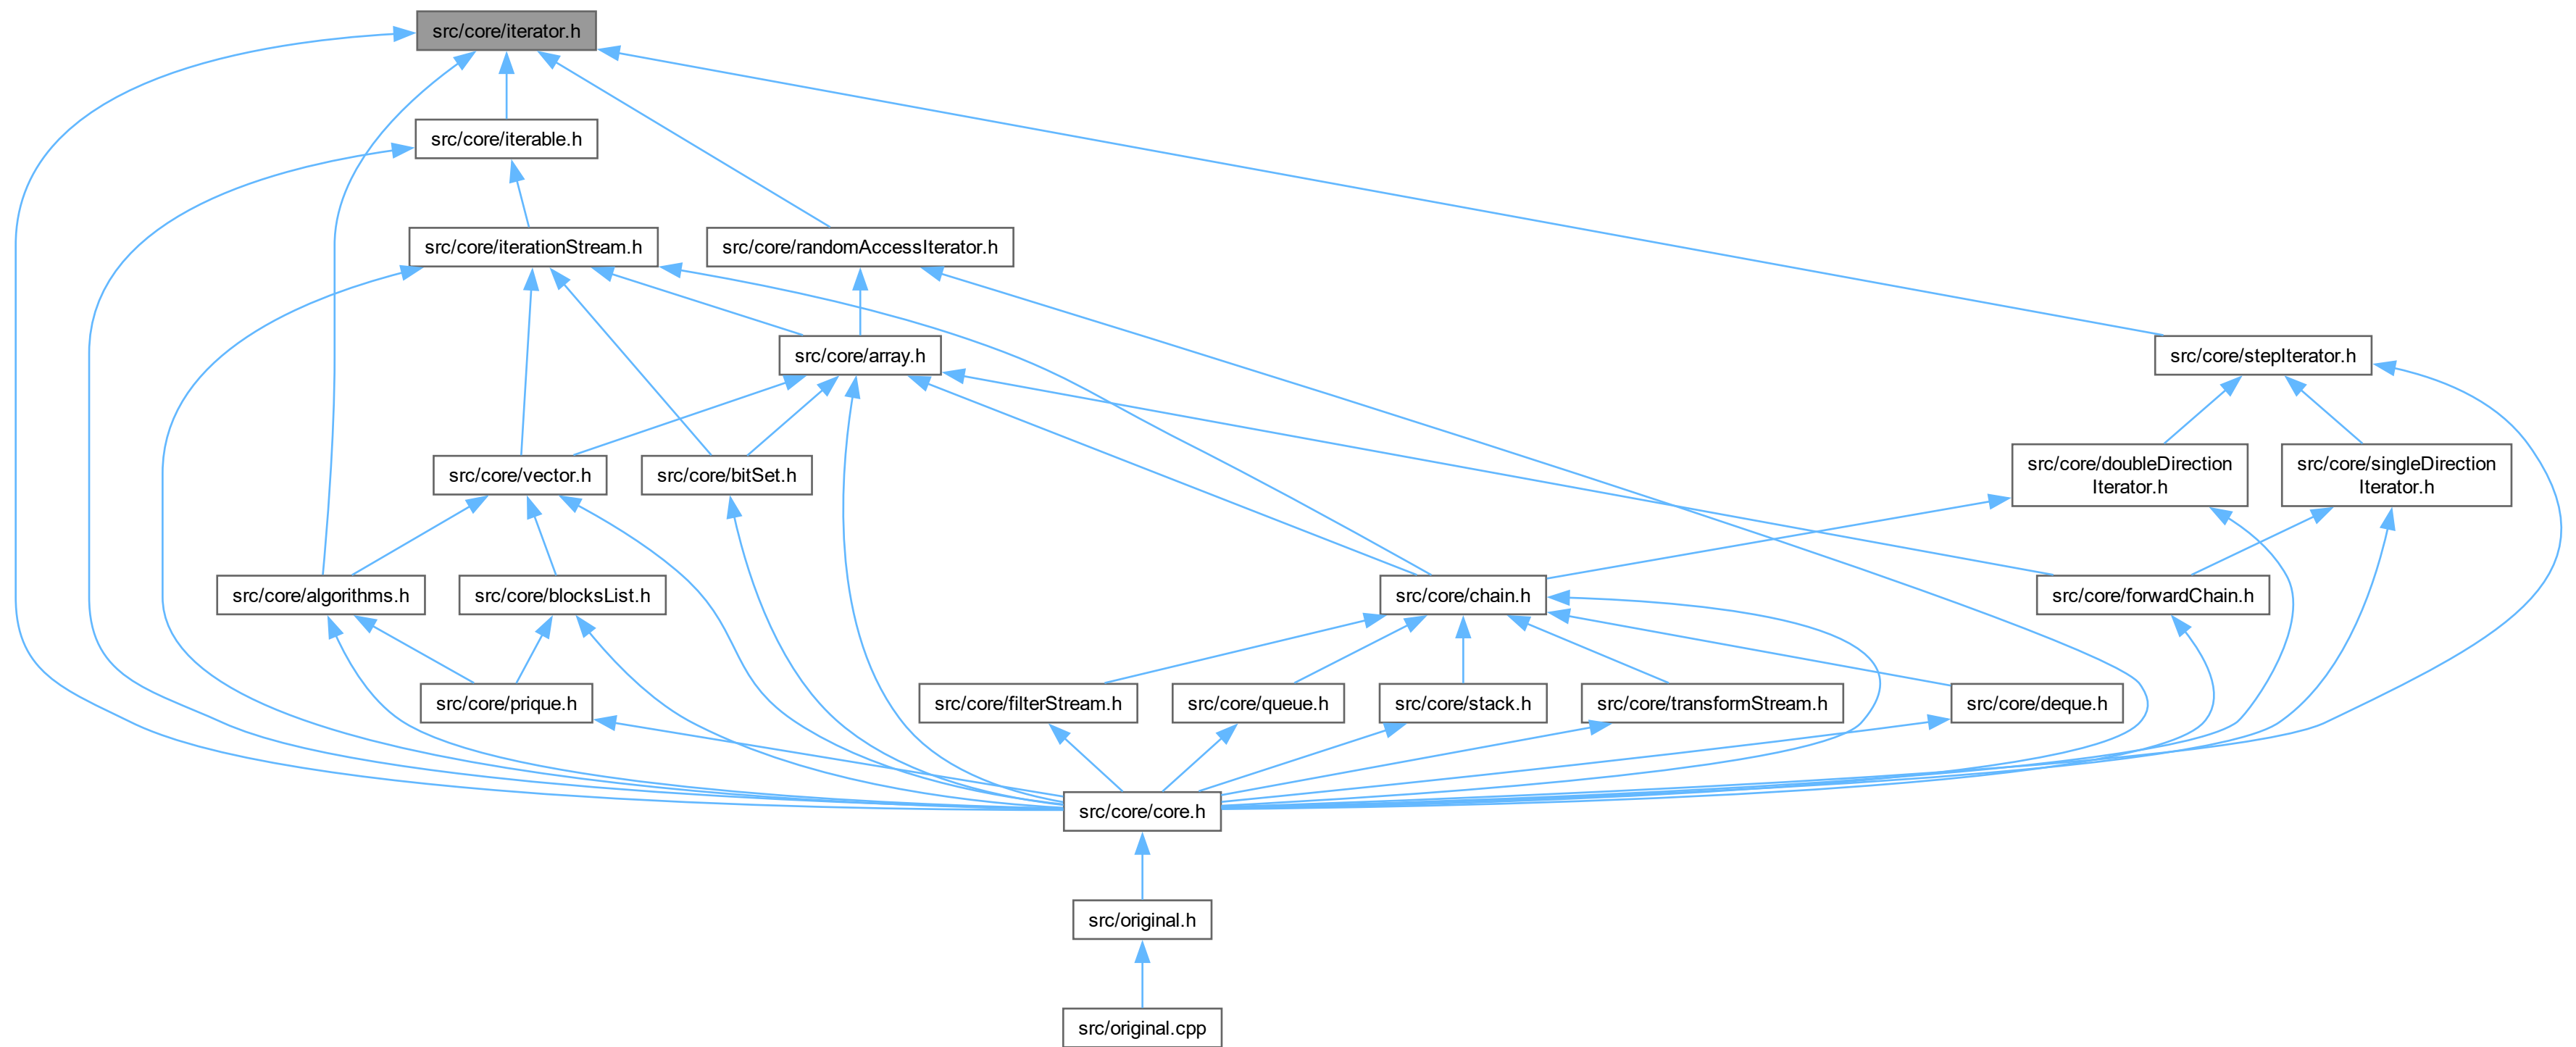 src/core/iterator.h
src/core/iterable.h
src/core/iterationStream.h
src/core/randomAccessIterator.h
src/core/array.h
src/core/stepIterator.h
src/core/vector.h
src/core/bitSet.h
src/core/doubleDirection
Iterator.h
src/core/singleDirection
Iterator.h
src/core/algorithms.h
src/core/blocksList.h
src/core/chain.h
src/core/forwardChain.h
src/core/prique.h
src/core/filterStream.h
src/core/queue.h
src/core/stack.h
src/core/transformStream.h
src/core/deque.h
src/core/core.h
src/original.h
src/original.cpp